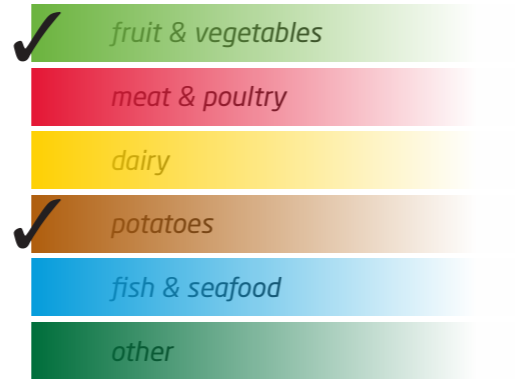 fruit & vegetables
meat & poultry
dairy
potatoes
fish & seafood
other